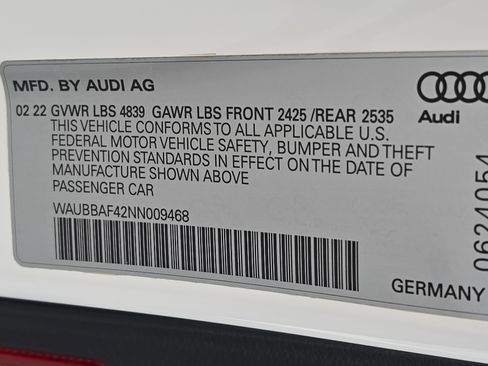 MFD. BY AUDI AG
02 22 GVWR LBS 4839 GAWR LBS FRONT 2425 /REAR 2535
THIS VEHICLE CONFORMS TO ALL APPLICABLE U.S.
FEDERAL MOTOR VEHICLE SAFETY, BUMPER AND THEFT
PREVENTION STANDARDS IN EFFECT ON THE DATE OF
MANUFACTURE SHOWN ABOVE
PASSENGER CAR
WAUBBAF42NN009468
Audi
0624054
GERMANY